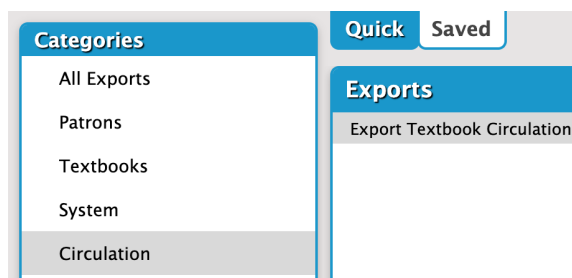 Categories
All Exports
Patrons
Textbooks
System
Circulation
Quick
Saved
Exports
Export Textbook Circulation